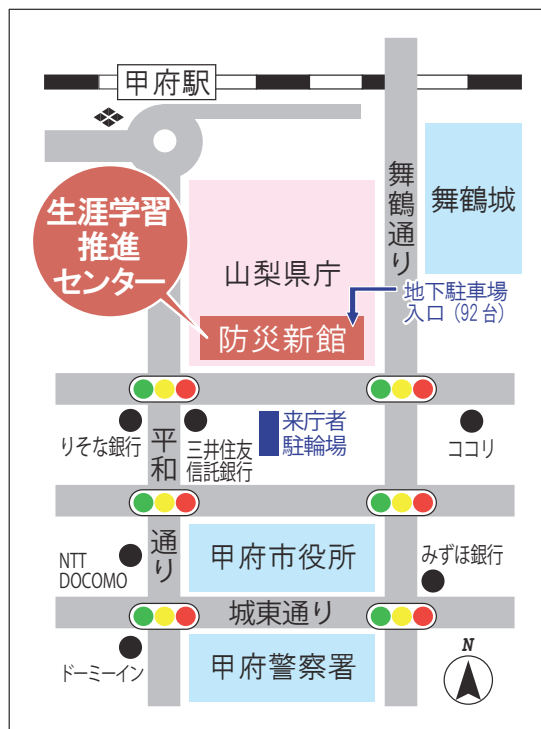 甲府駅
舞鶴通り
舞鶴城
生涯学習
推進
センター
山梨県庁
地下駐車場
入口（92台）
防災新館
りそな銀行
平和通り
三井住友
信託銀行
来庁者
駐輪場
ココリ
NTT
DOCOMO
甲府市役所
みずほ銀行
城東通り
ドーミーイン
甲府警察署
N